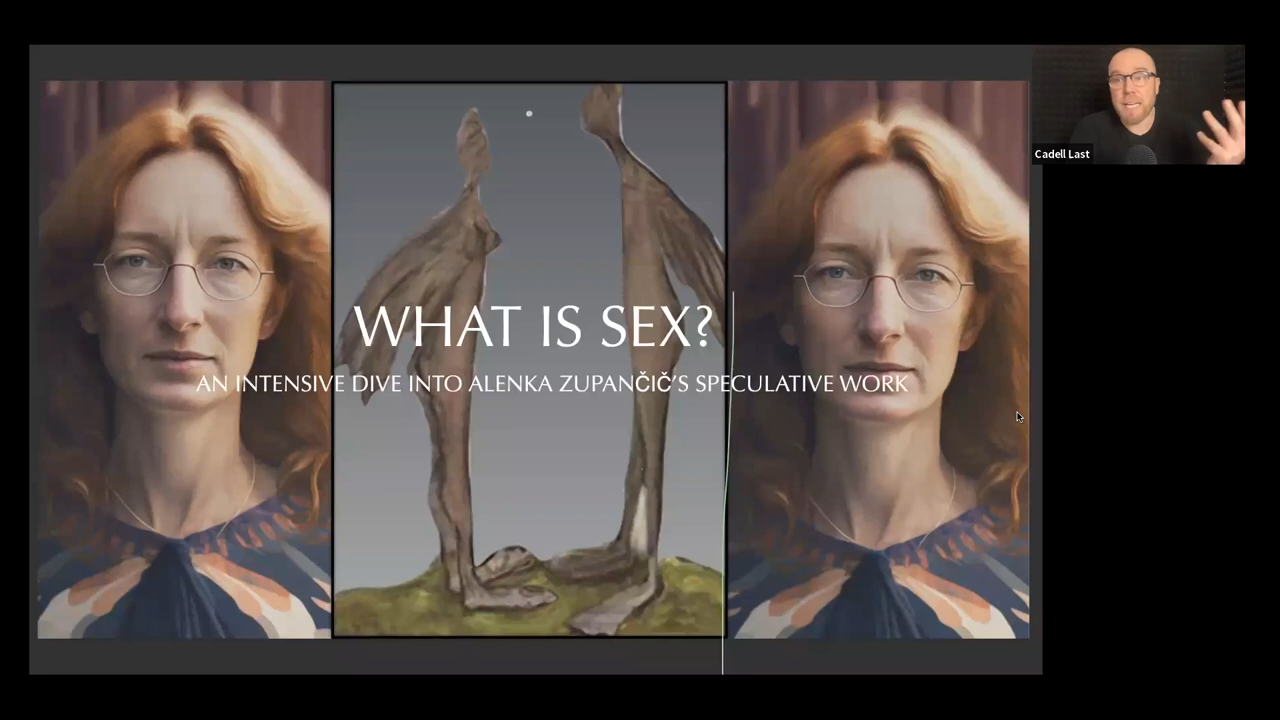 Cadell Last
WHAT IS SEX?
AN INTENSIVE DIVE INTO ALENKA ZUPANČIČ'S SPECULATIVE WORK